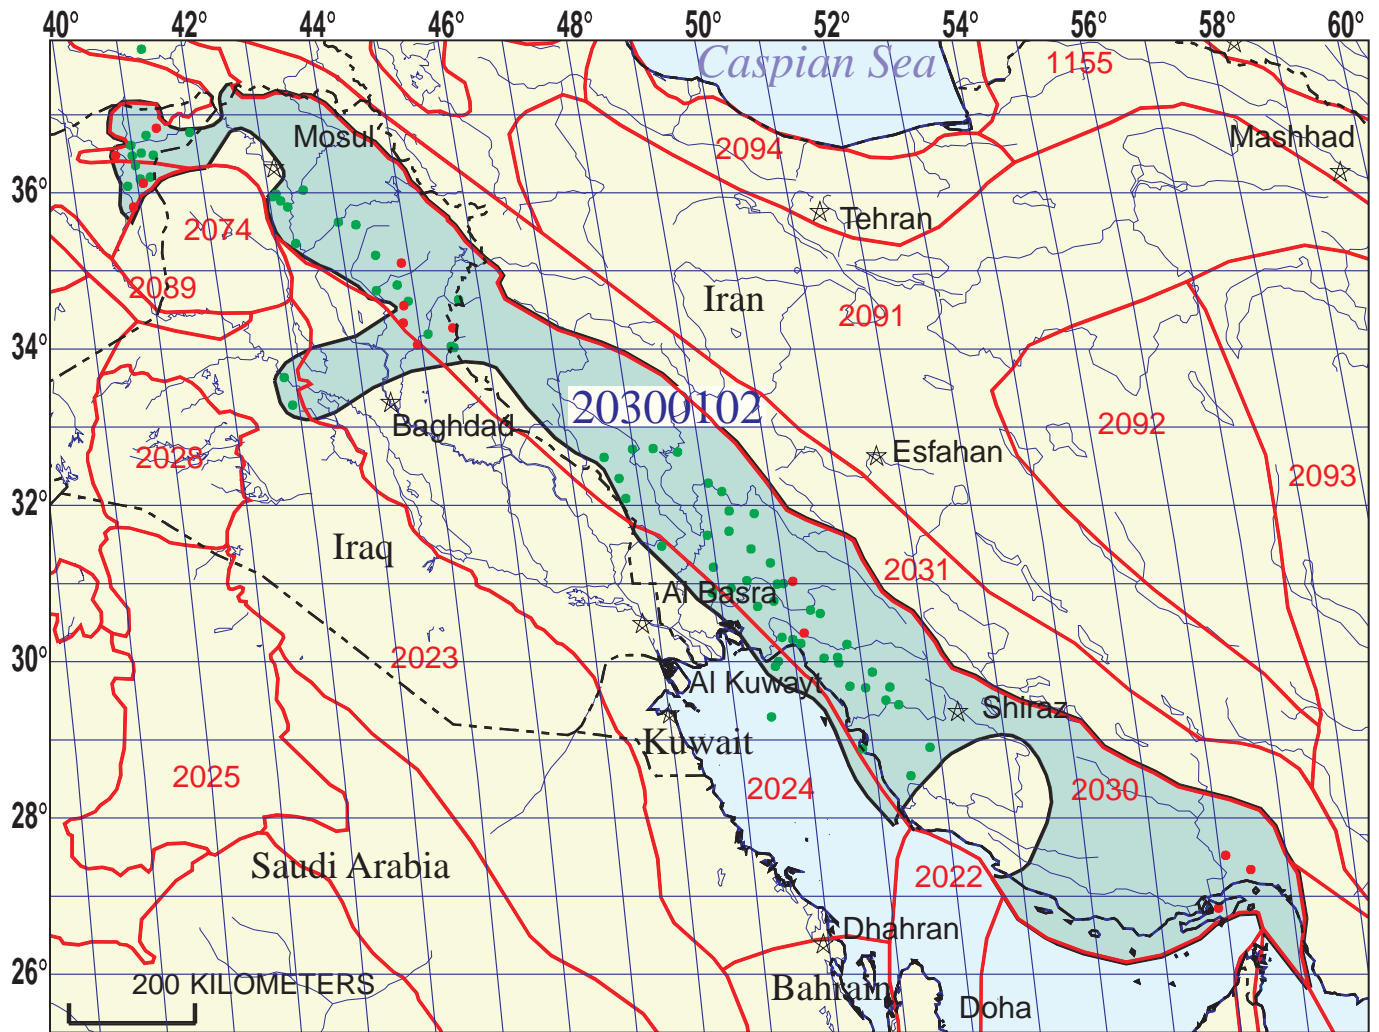 40° 42° 44° 46° 48° 50° 52° 54° 56° 58° 60°
Caspian Sea
1155
Mosul
2094
Mashhad
36°
2074
Tehran
2089
Iran
2091
34°
20300102
Baghdad
2092
2028
Esfahan
2093
32°
Iraq
2031
Al Basra
30°
2023
Al Kuwayt
Shiraz
Kuwait
2025
2024
2030
28°
Saudi Arabia
2022
Dhahran
26°
200 KILOMETERS
Bahrain
Doha